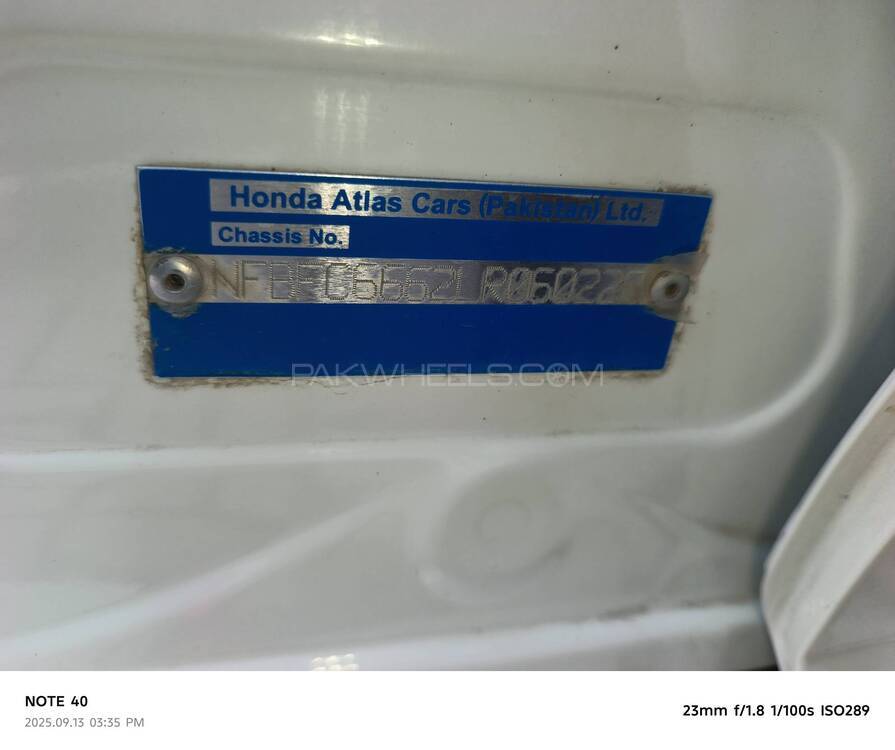 Honda Atlas Cars (Pakistan) Ltd.
Chassis No.
PAKWHEELS.COM
NOTE 40
2025.09.13 03:35 PM
23mm f/1.8 1/100s ISO289